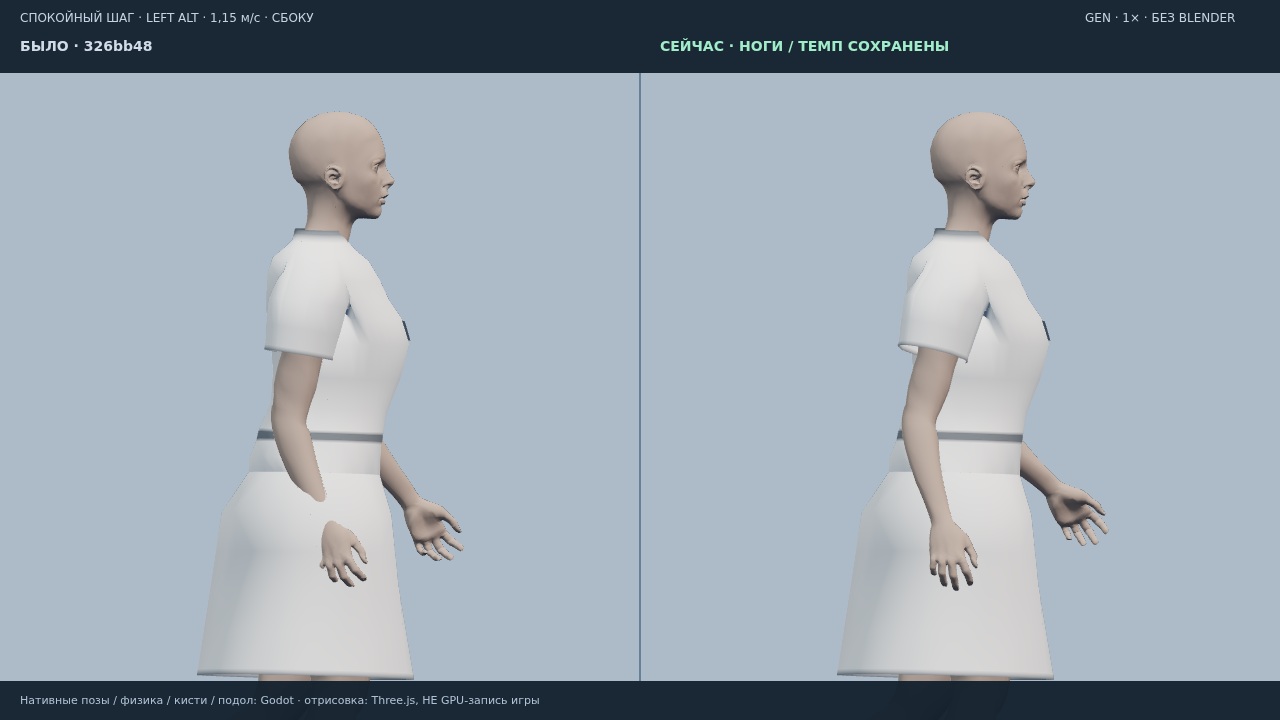 СПОКОЙНЫЙ ШАГ · LEFT ALT · 1,15 м/с · СБОКУ
GEN · 1× · БЕЗ BLENDER
БЫЛО · 326bb48
СЕЙЧАС · НОГИ / ТЕМП СОХРАНЕНЫ
Нативные позы / физика / кисти / подол: Godot · отрисовка: Three.js, НЕ GPU-запись игры